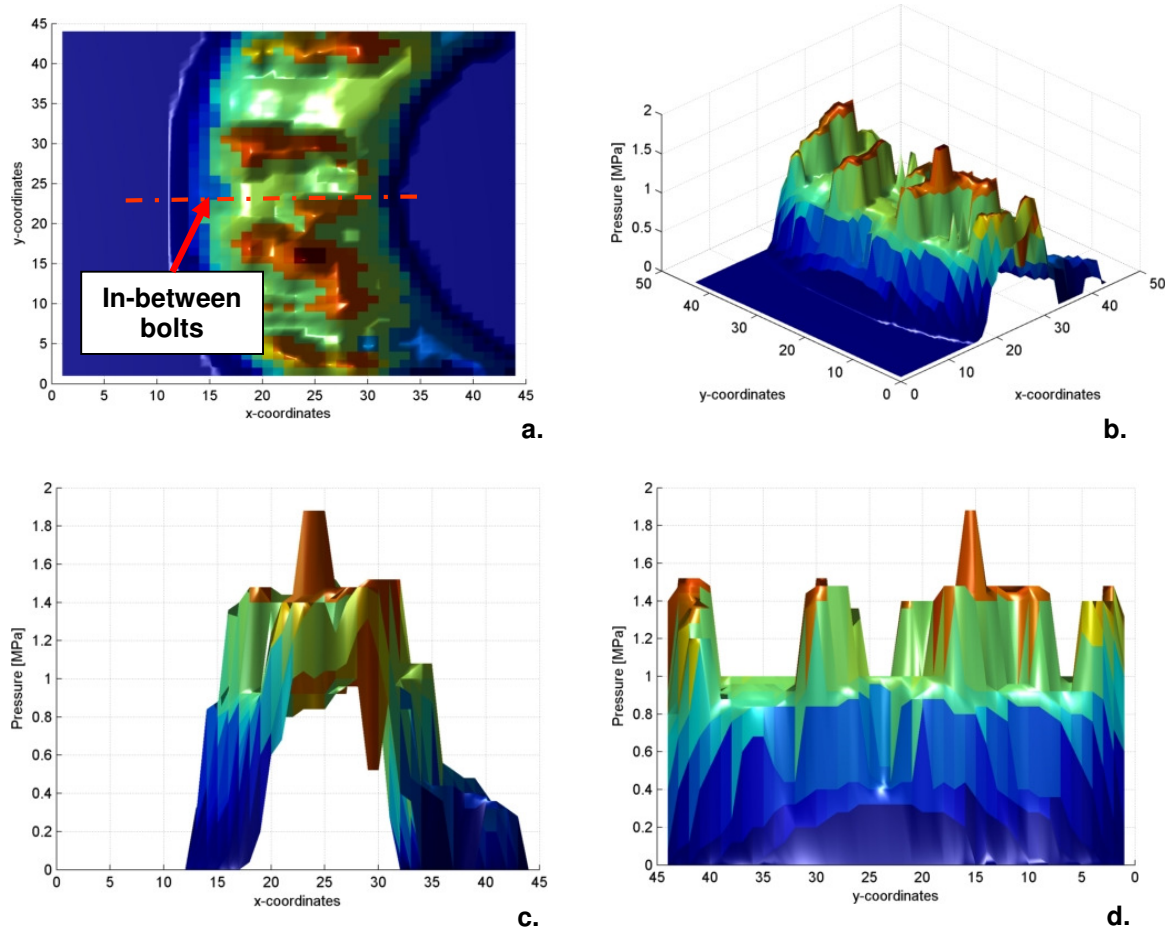 45
40
35
30
25
20
15
10
5
0
y-coordinates
In-between
bolts
0 5 10 15 20 25 30 35 40 45
x-coordinates
a.
2
1.5
1
0.5
0
Pressure [MPa]
50
40
30
20
10
0
y-coordinates
0
10
20
30
40
50
x-coordinates
b.
2
1.8
1.6
1.4
1.2
1
0.8
0.6
0.4
0.2
0
Pressure [MPa]
0 5 10 15 20 25 30 35 40 45
x-coordinates
c.
2
1.8
1.6
1.4
1.2
1
0.8
0.6
0.4
0.2
0
Pressure [MPa]
45 40 35 30 25 20 15 10 5 0
y-coordinates
d.